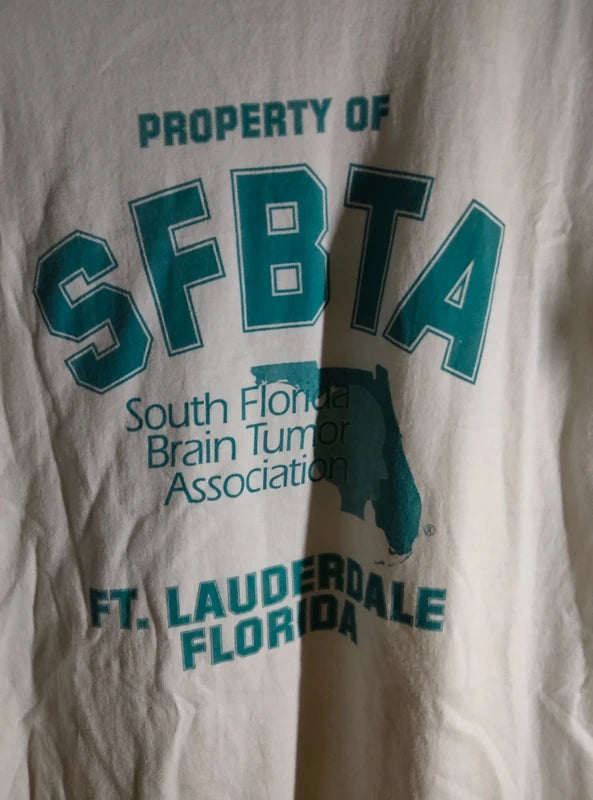 PROPERTY OF
SFBTA
South Florida
Brain Tumor
Association
®
FT. LAUDERDALE
FLORIDA